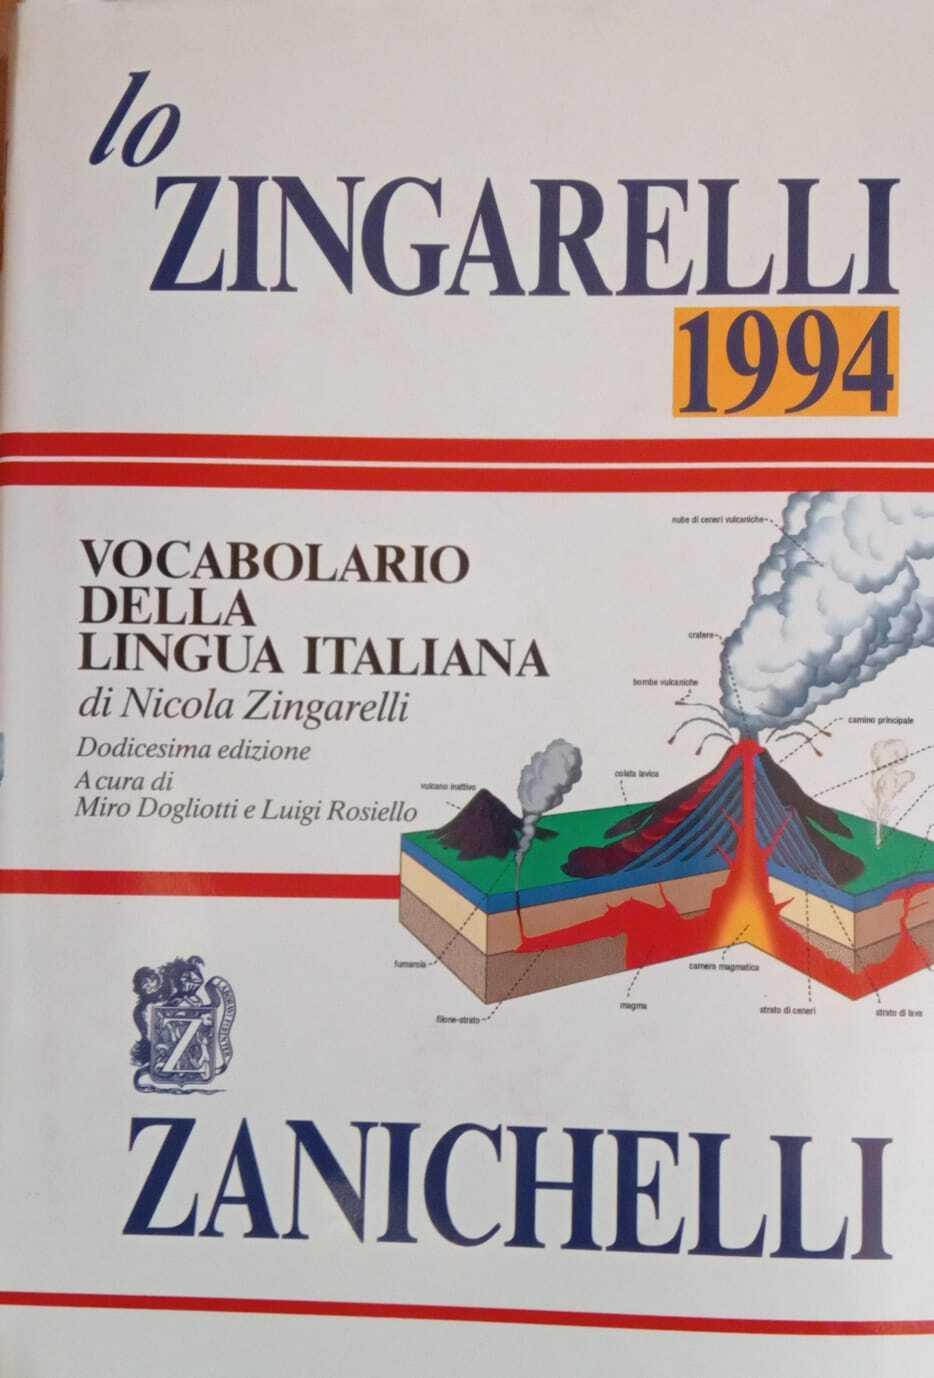 lo
ZINGARELLI
1994
VOCABOLARIO
DELLA
LINGUA ITALIANA
di Nicola Zingarelli
Dodicesima edizione
A cura di
Miro Dogliotti e Luigi Rosiello
nube di ceneri vulcaniche
cratere
bombe vulcaniche
camino principale
colata lavica
vulcano inattivo
fumarola
camera magmatica
magma
filone-strato
strato di ceneri
strato di lava
Z
ZANICHELLI